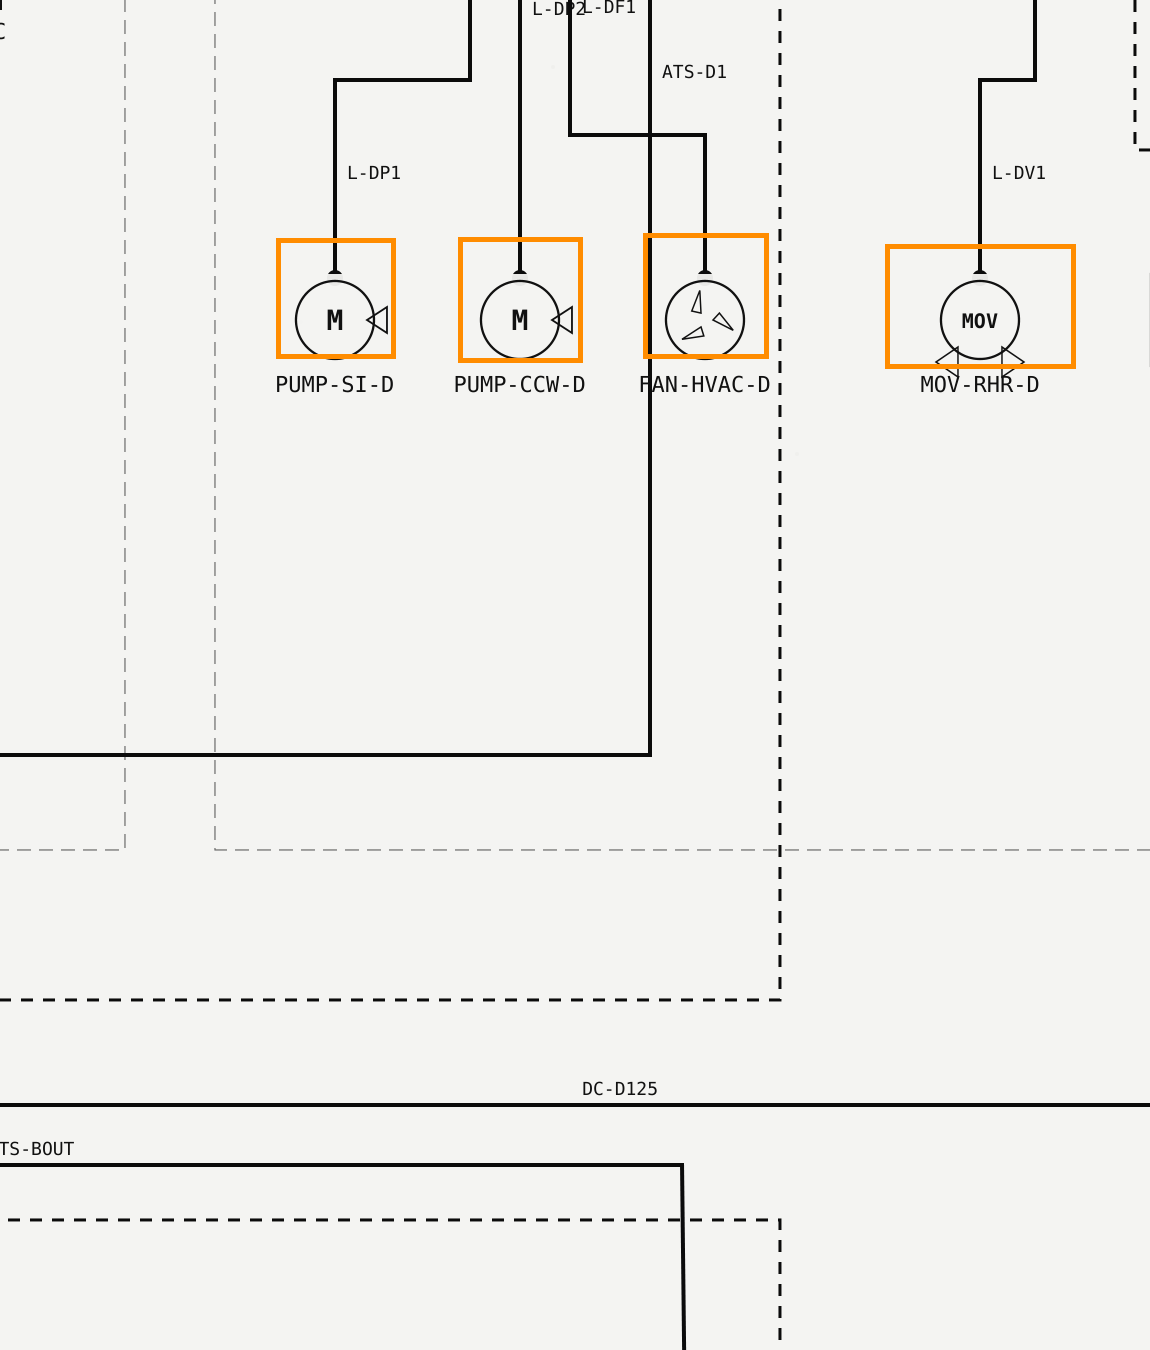 L-DP2
L-DF1
ATS-D1
L-DP1
L-DV1
M
M
MOV
PUMP-SI-D
PUMP-CCW-D
FAN-HVAC-D
MOV-RHR-D
DC-D125
TS-BOUT